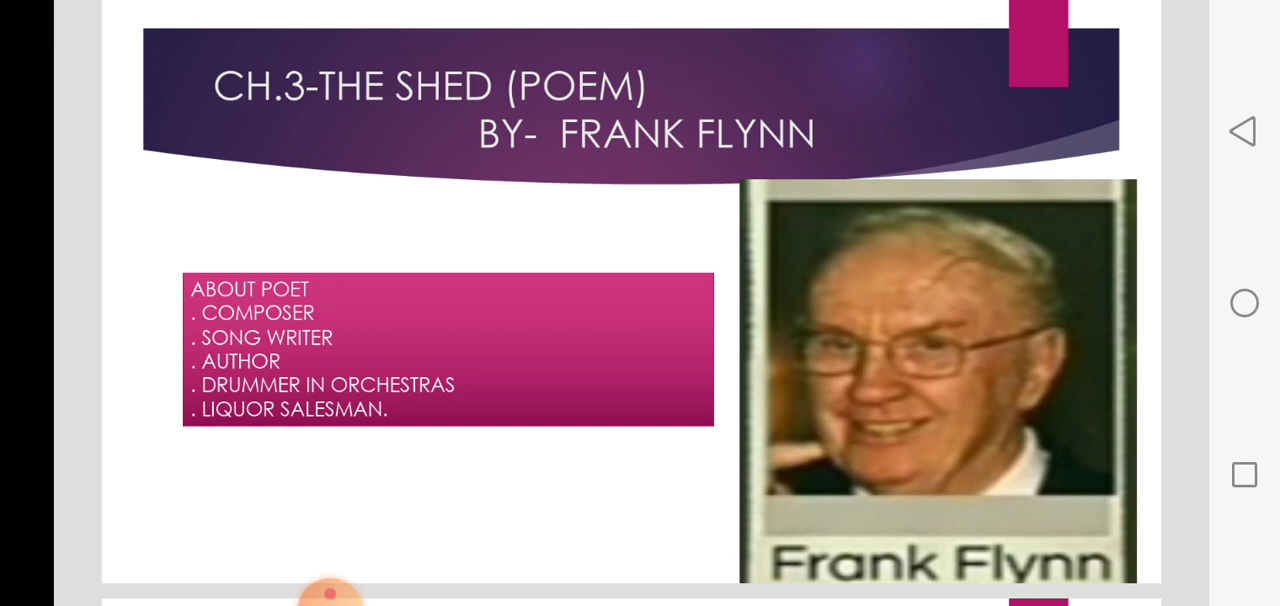 CH.3-THE SHED (POEM)
BY- FRANK FLYNN
ABOUT POET
. COMPOSER
. SONG WRITER
. AUTHOR
. DRUMMER IN ORCHESTRAS
. LIQUOR SALESMAN.
Frank Flynn